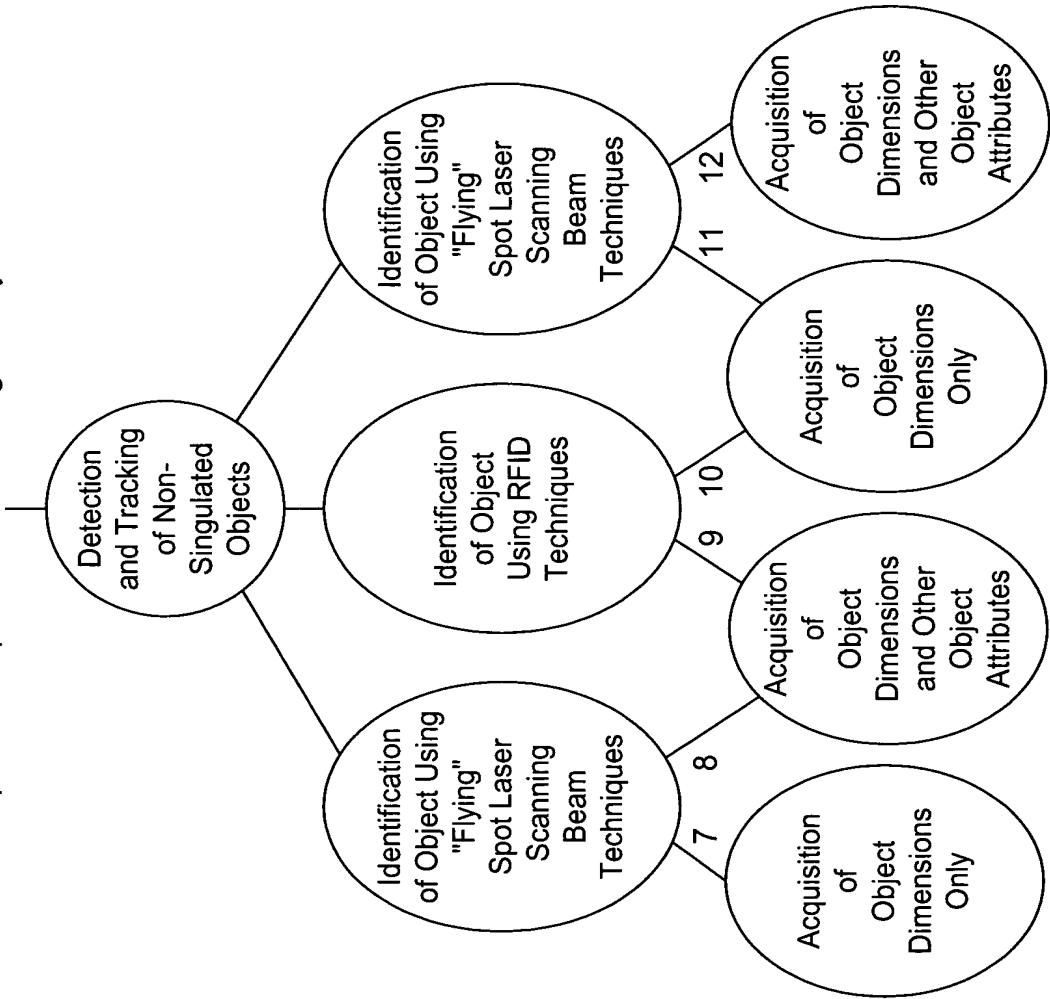 Detection
and Tracking
of Non-
Singulated
Objects
Identification
of Object Using
"Flying"
Spot Laser
Scanning
Beam
Techniques
Identification
of Object
Using RFID
Techniques
Identification
of Object Using
"Flying"
Spot Laser
Scanning
Beam
Techniques
7
8
9
10
11
12
Acquisition
of
Object
Dimensions
Only
Acquisition
of
Object
Dimensions
and Other
Object
Attributes
Acquisition
of
Object
Dimensions
Only
Acquisition
of
Object
Dimensions
and Other
Object
Attributes